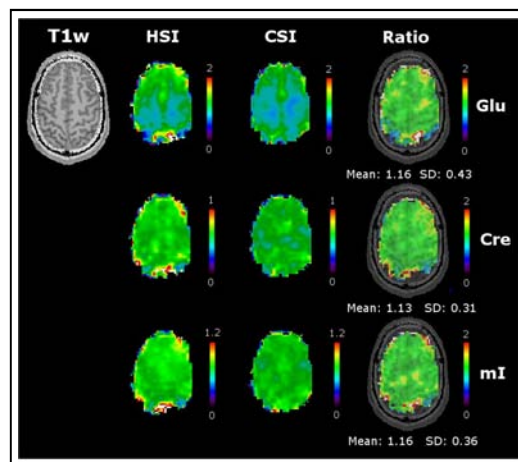 T1w HSI CSI Ratio
2 2 2
Glu
0 0 0
Mean: 1.16 SD: 0.43
1 1 2
Cre
0 0 0
Mean: 1.13 SD: 0.31
1.2 1.2 2
mI
0 0 0
Mean: 1.16 SD: 0.36